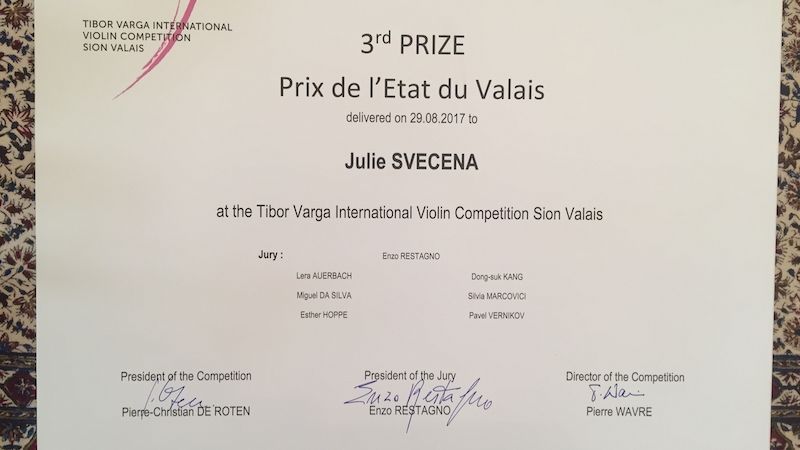 TIBOR VARGA INTERNATIONAL
VIOLIN COMPETITION
SION VALAIS
3rd PRIZE
Prix de l'Etat du Valais
delivered on 29.08.2017 to
Julie SVECENA
at the Tibor Varga International Violin Competition Sion Valais
Jury : Enzo RESTAGNO
Lera AUERBACH Dong-suk KANG
Miguel DA SILVA Silvia MARCOVICI
Esther HOPPE Pavel VERNIKOV
President of the Competition President of the Jury Director of the Competition
Enzo Restagno
Pierre-Christian DE ROTEN Enzo RESTAGNO Pierre WAVRE